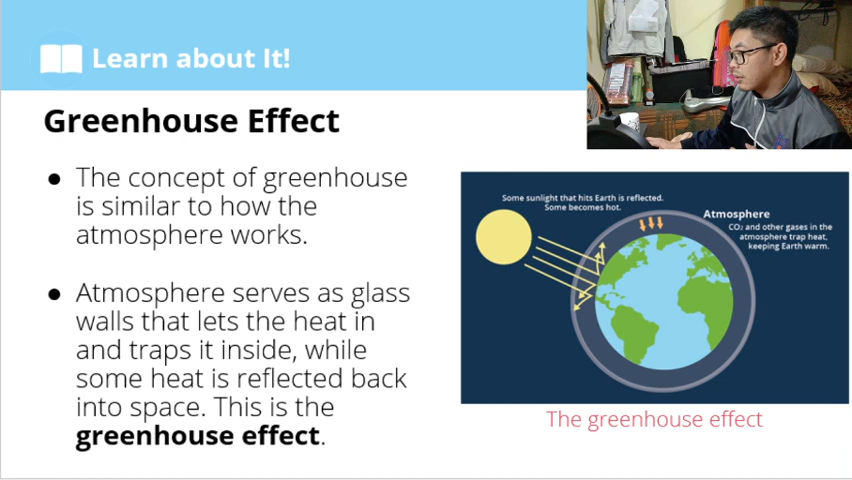 Learn about It!
Greenhouse Effect
● The concept of greenhouse
is similar to how the
atmosphere works.
● Atmosphere serves as glass
walls that lets the heat in
and traps it inside, while
some heat is reflected back
into space. This is the
greenhouse effect.
Some sunlight that hits Earth is reflected.
Some becomes hot.
Atmosphere
CO₂ and other gases in the
atmosphere trap heat,
keeping Earth warm.
The greenhouse effect